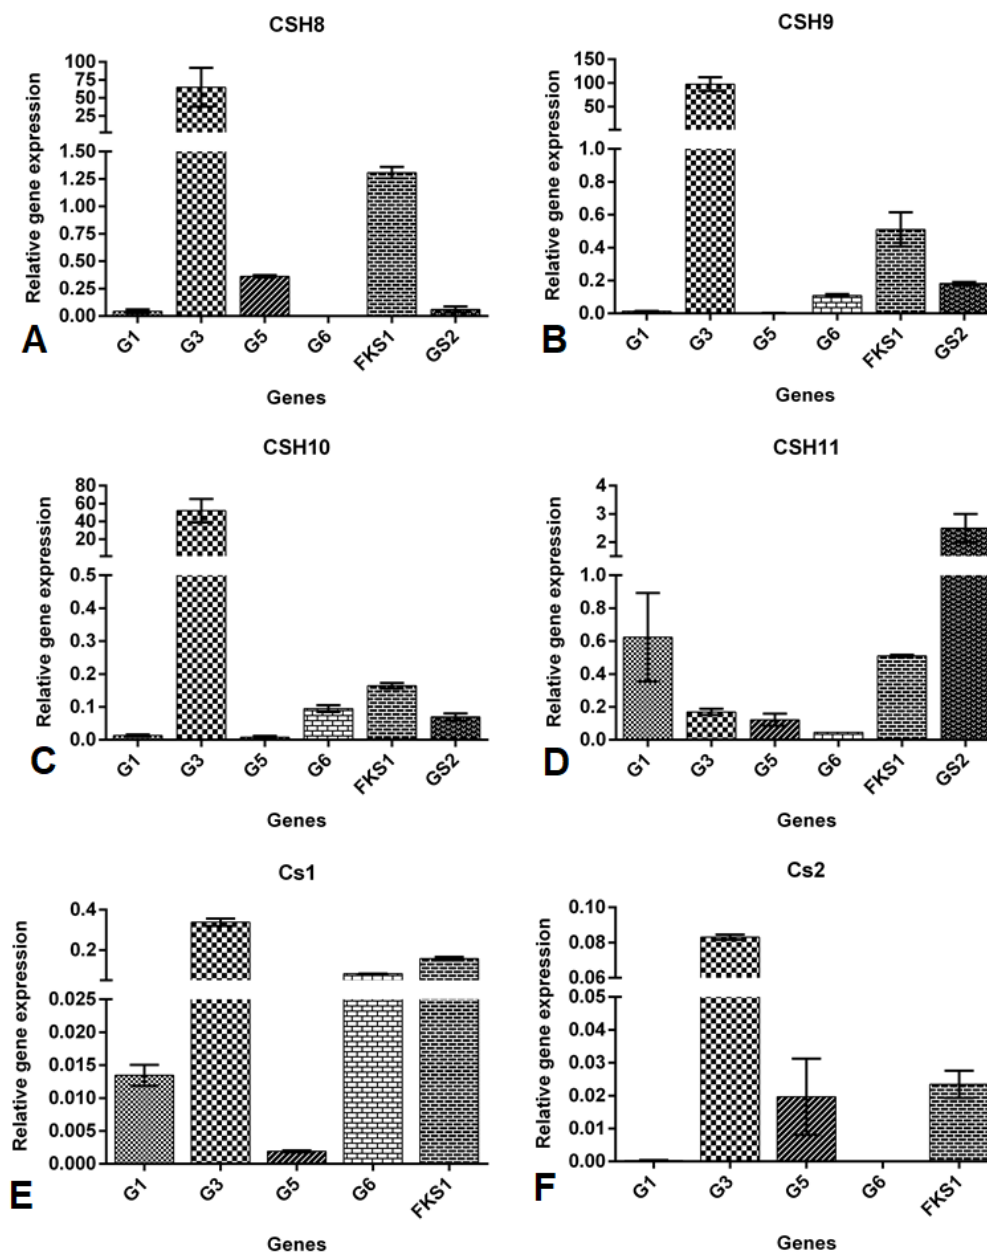 CSH8
Relative gene expression
100
75
50
25
1.50
1.25
1.00
0.75
0.50
0.25
0.00
A
G1 G3 G5 G6 FKS1 GS2
Genes
CSH9
Relative gene expression
150
100
50
1.0
0.8
0.6
0.4
0.2
0.0
B
G1 G3 G5 G6 FKS1 GS2
Genes
CSH10
Relative gene expression
80
60
40
20
0.5
0.4
0.3
0.2
0.1
0.0
C
G1 G3 G5 G6 FKS1 GS2
Genes
CSH11
Relative gene expression
4
3
2
1.0
0.8
0.6
0.4
0.2
0.0
D
G1 G3 G5 G6 FKS1 GS2
Genes
Cs1
Relative gene expression
0.4
0.2
0.025
0.020
0.015
0.010
0.005
0.000
E
G1 G3 G5 G6 FKS1
Genes
Cs2
Relative gene expression
0.10
0.08
0.06
0.05
0.04
0.03
0.02
0.01
0.00
F
G1 G3 G5 G6 FKS1
Genes